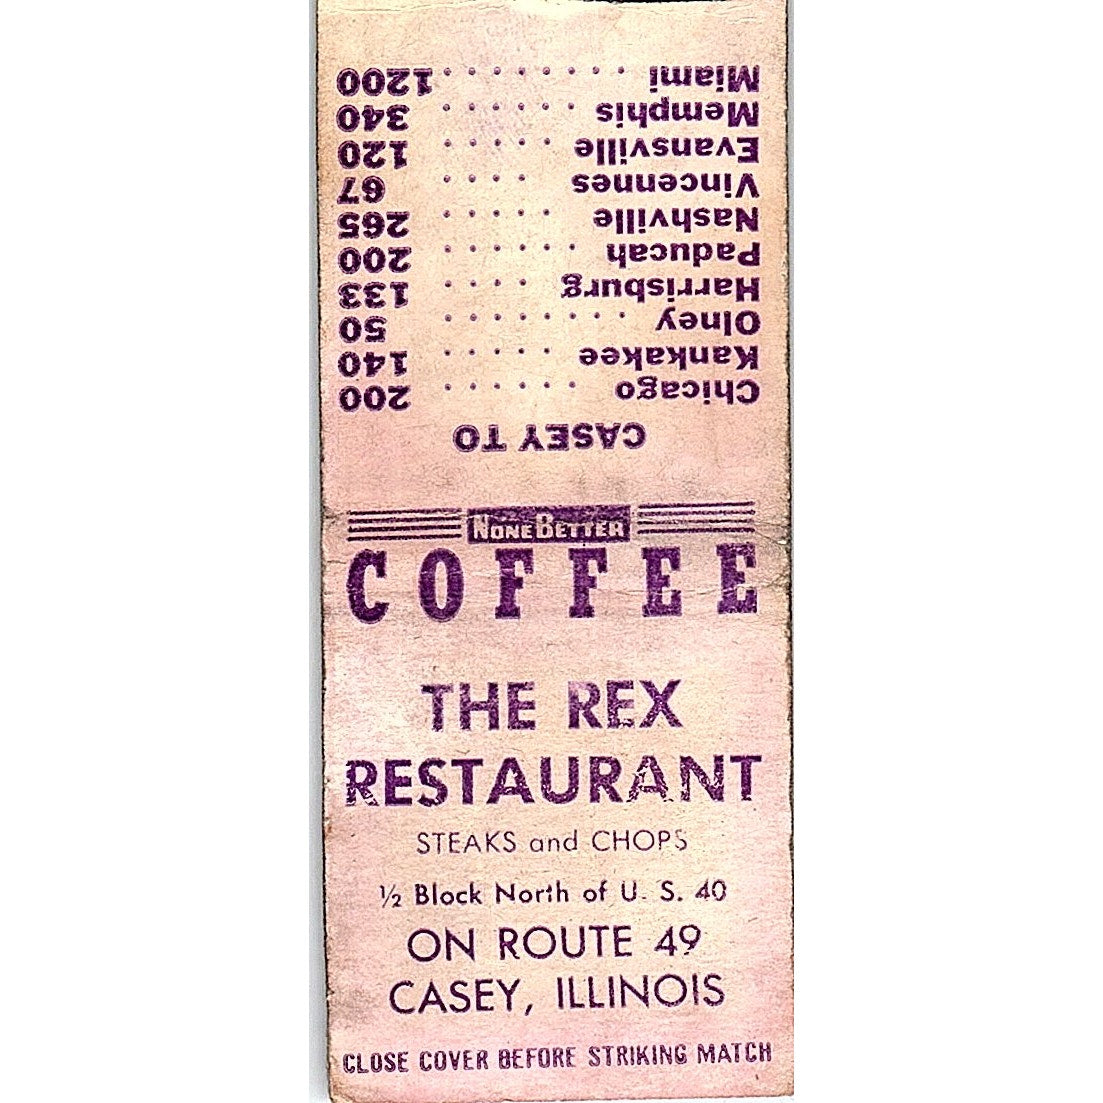 CASEY TO
Chicago . . . . . . 200
Kankakee . . . . . 140
Olney . . . . . . . . 50
Harrisburg . . . . 133
Paducah . . . . . . 200
Nashville . . . . . 265
Vincennes . . . . 67
Evansville . . . . . 120
Memphis . . . . . . 340
Miami . . . . . . . . 1200
NONE BETTER
COFFEE
THE REX
RESTAURANT
STEAKS and CHOPS
½ Block North of U. S. 40
ON ROUTE 49
CASEY, ILLINOIS
CLOSE COVER BEFORE STRIKING MATCH